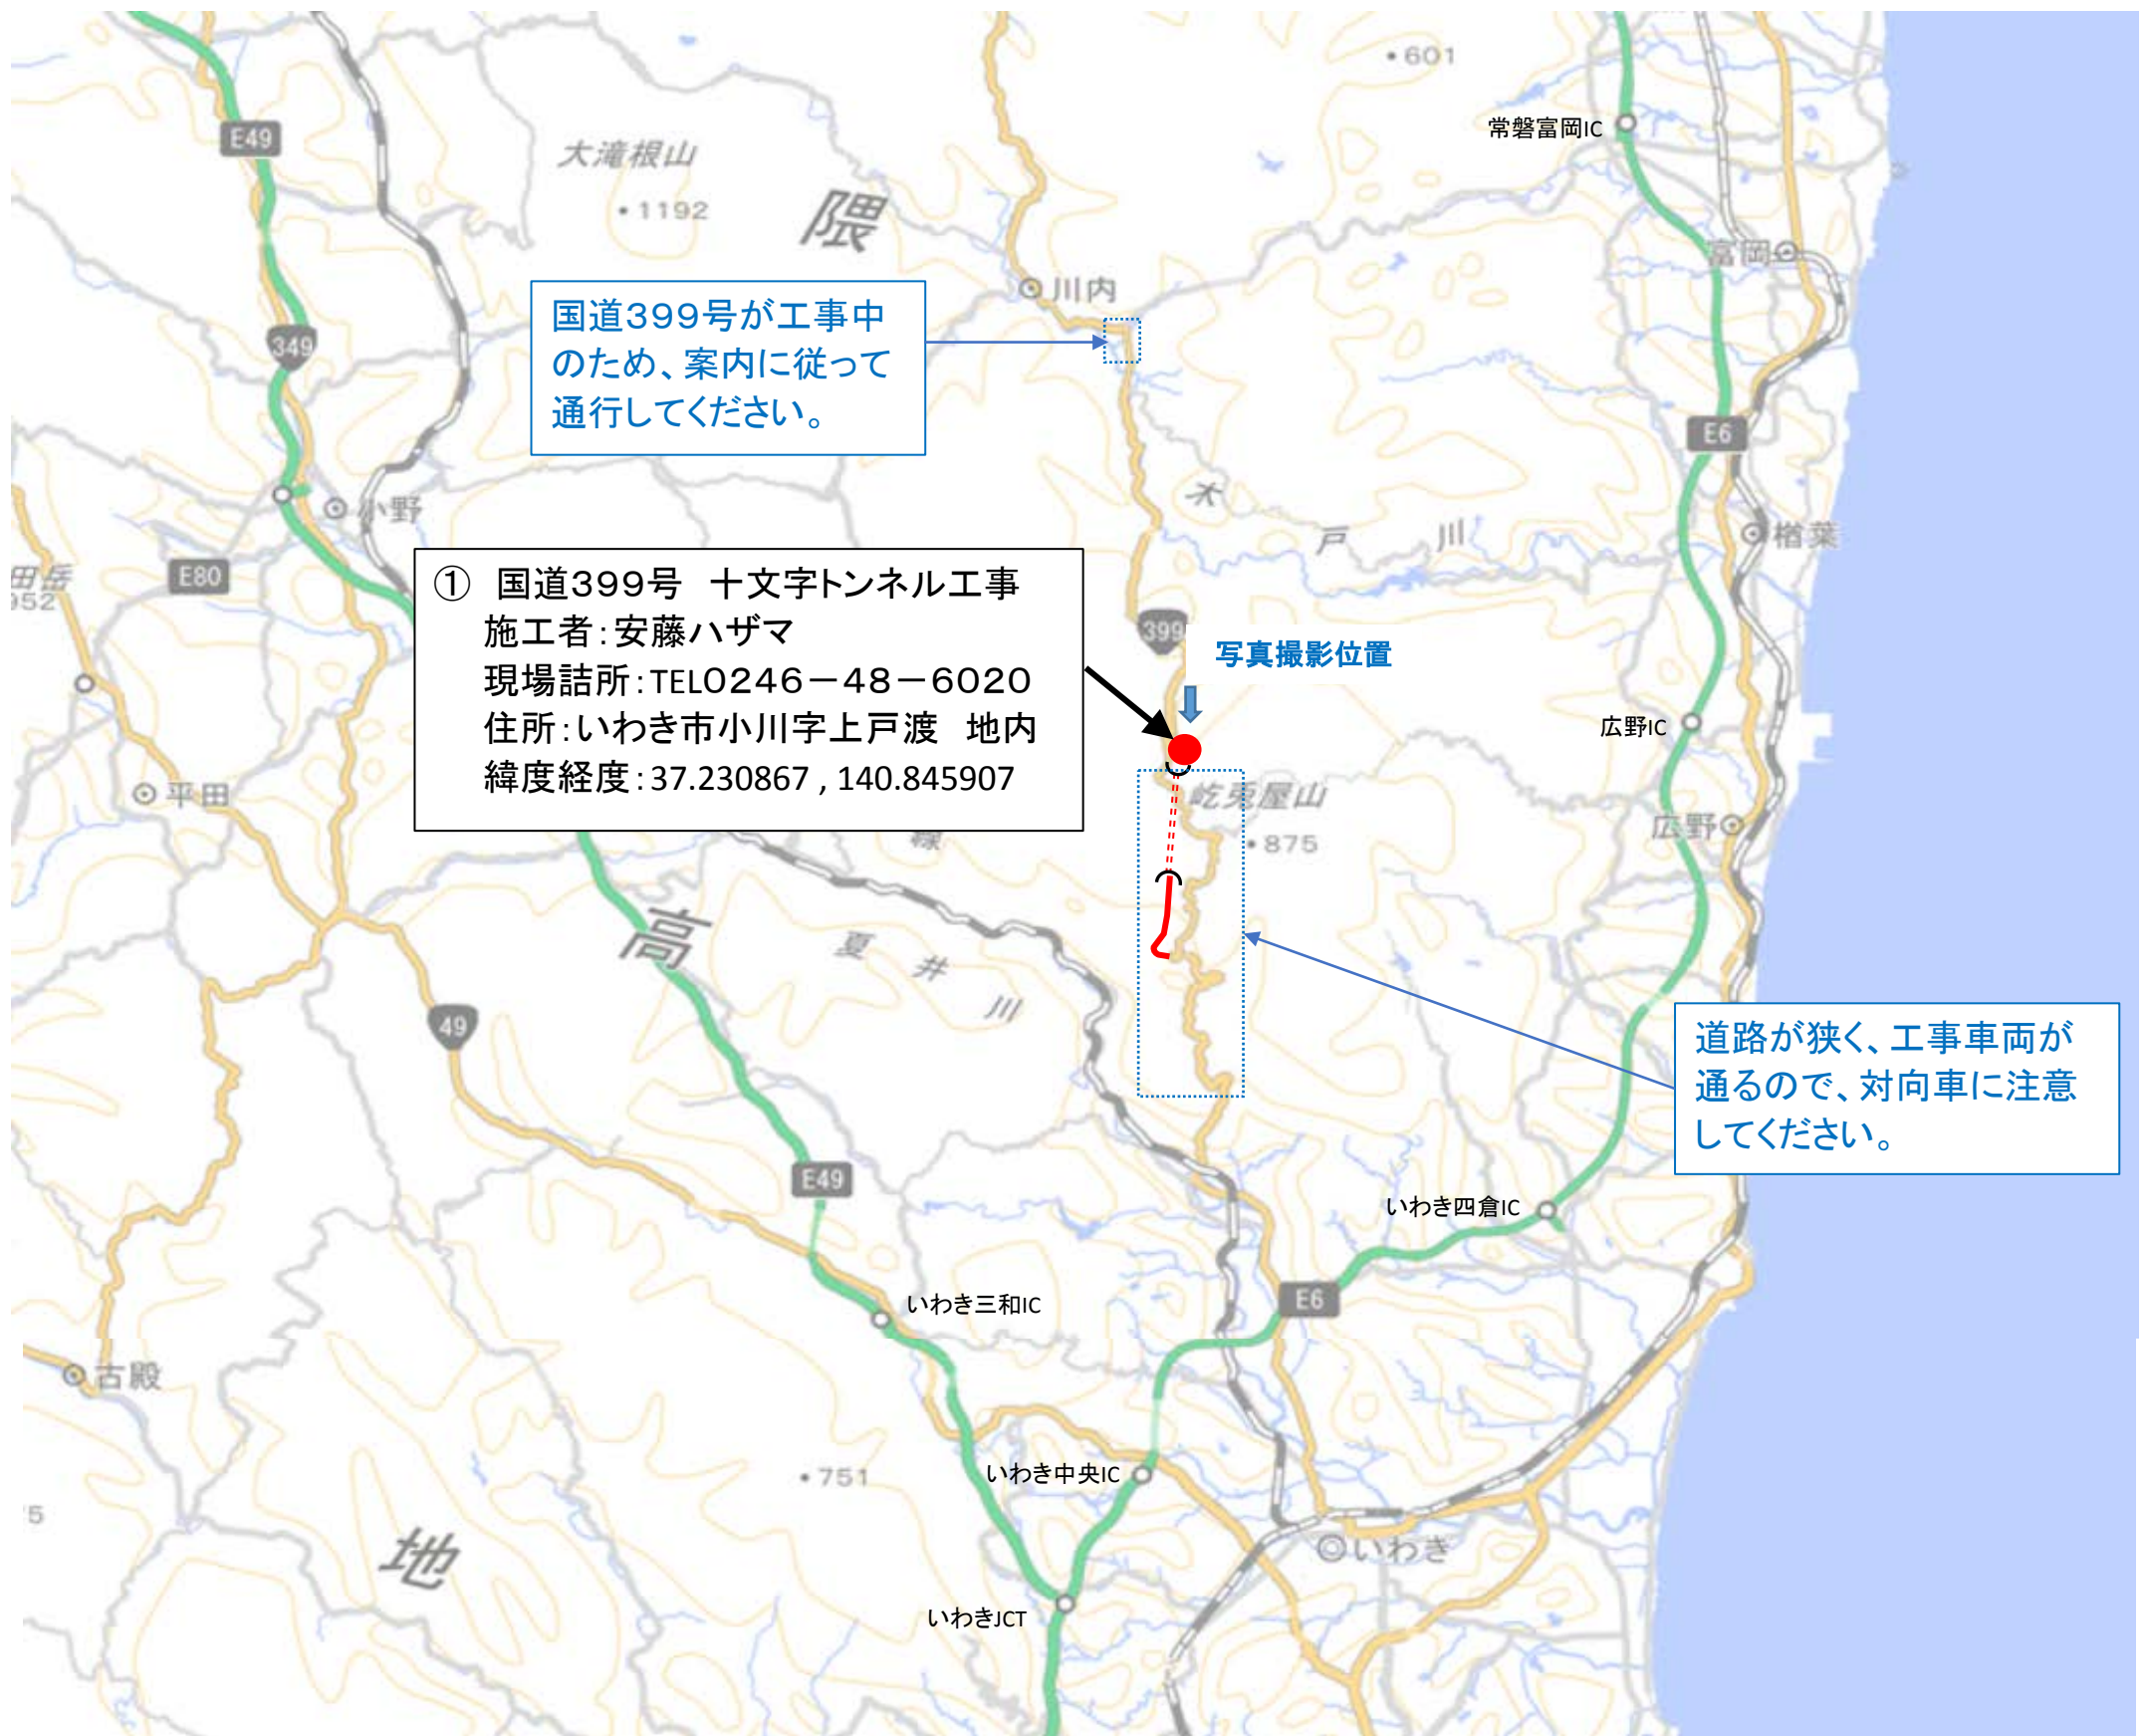 601
常磐富岡IC
E49
大滝根山
1192
隈
富岡
川内
国道399号が工事中
のため、案内に従って
通行してください。
349
E6
木戸川
小野
楢葉
田岳
952
E80
① 国道399号 十文字トンネル工事
施工者:安藤ハザマ
現場詰所:TEL0246-48-6020
住所:いわき市小川字上戸渡 地内
緯度経度:37.230867 , 140.845907
399
写真撮影位置
広野IC
平田
屹兎屋山
875
広野
線
高
夏井川
49
道路が狭く、工事車両が
通るので、対向車に注意
してください。
E49
いわき四倉IC
E6
いわき三和IC
古殿
751
いわき中央IC
5
地
いわき
いわきJCT